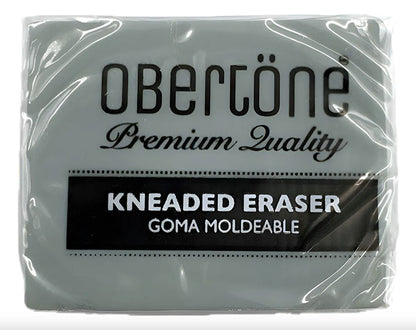 OBertöne®
Premium Quality
KNEADED ERASER
GOMA MOLDEABLE